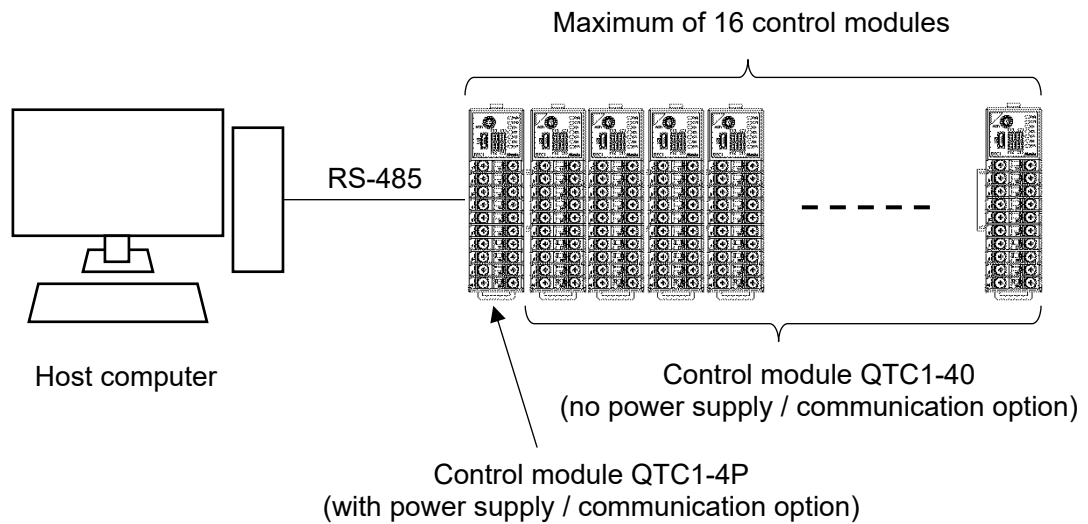 Maximum of 16 control modules
RS-485
Host computer
Control module QTC1-40
(no power supply / communication option)
Control module QTC1-4P
(with power supply / communication option)